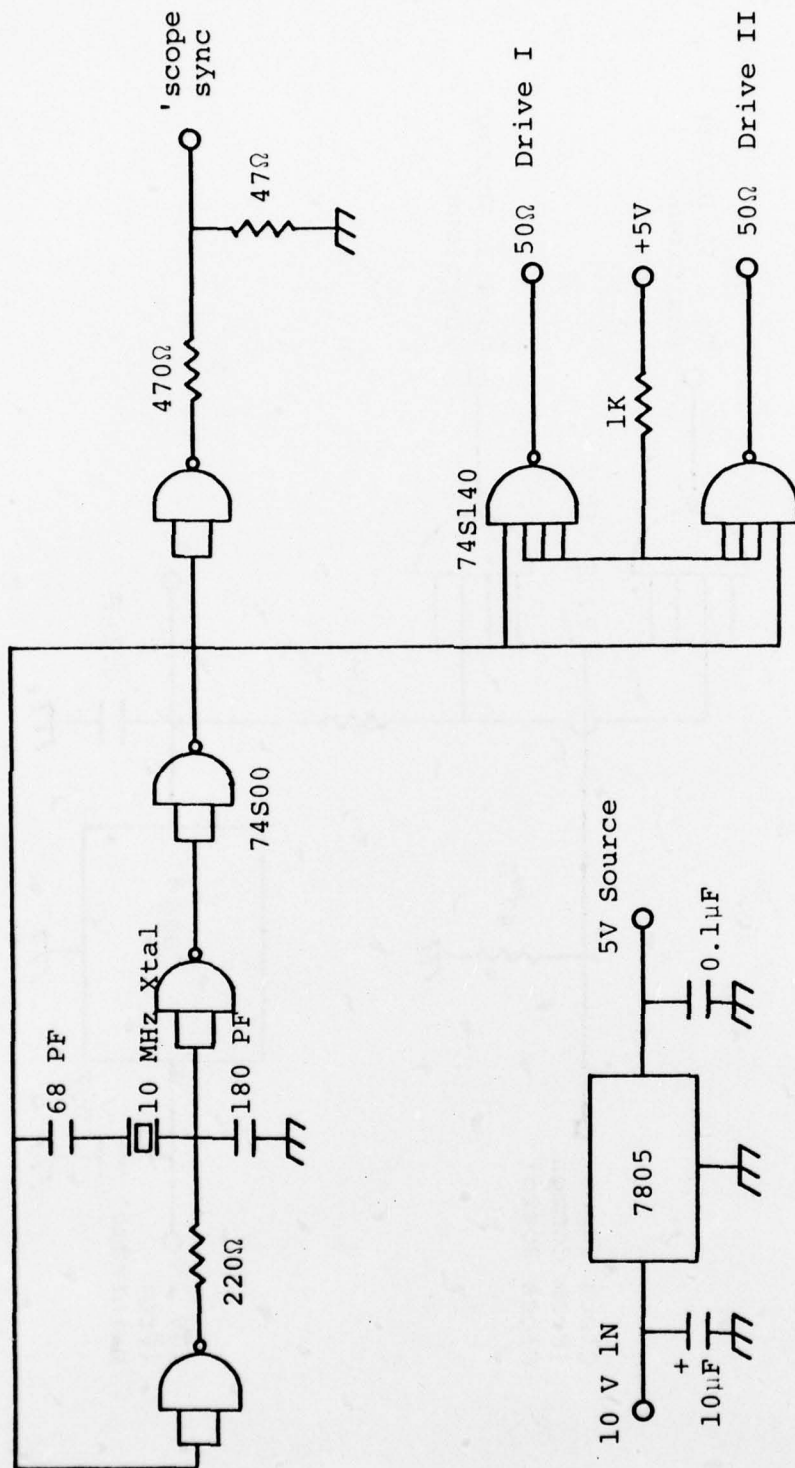 'scope
sync
68 PF
10 MHz Xtal
180 PF
220Ω
470Ω
47Ω
74S00
74S140
50Ω Drive I
1K
+5V
50Ω Drive II
10 V 1N
+
10µF
7805
5V Source
0.1µF